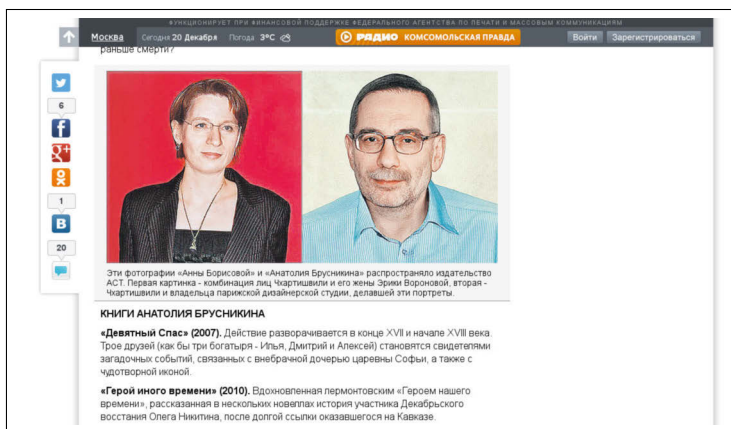 ФУНКЦИОНИРУЕТ ПРИ ФИНАНСОВОЙ ПОДДЕРЖКЕ ФЕДЕРАЛЬНОГО АГЕНТСТВА ПО ПЕЧАТИ И МАССОВЫМ КОММУНИКАЦИЯМ
Москва Сегодня 20 Декабря Погода 3°C РАДИО КОМСОМОЛЬСКАЯ ПРАВДА Войти Зарегистрироваться
раньше смерти?
6
1
20
Эти фотографии «Анны Борисовой» и «Анатолия Брусникина» распространяло издательство
АСТ. Первая картинка - комбинация лиц Чхартишвили и его жены Эрики Вороновой, вторая -
Чхартишвили и владельца парижской дизайнерской студии, делавшей эти портреты.
КНИГИ АНАТОЛИЯ БРУСНИКИНА
«Девятный Спас» (2007). Действие разворачивается в конце XVII и начале XVIII века.
Трое друзей (как бы три богатыря - Илья, Дмитрий и Алексей) становятся свидетелями
загадочных событий, связанных с внебрачной дочерью царевны Софьи, а также с
чудотворной иконой.
«Герой иного времени» (2010). Вдохновленная лермонтовским «Героем нашего
времени», рассказанная в нескольких новеллах история участника Декабрьского
восстания Олега Никитина, после долгой ссылки оказавшегося на Кавказе.